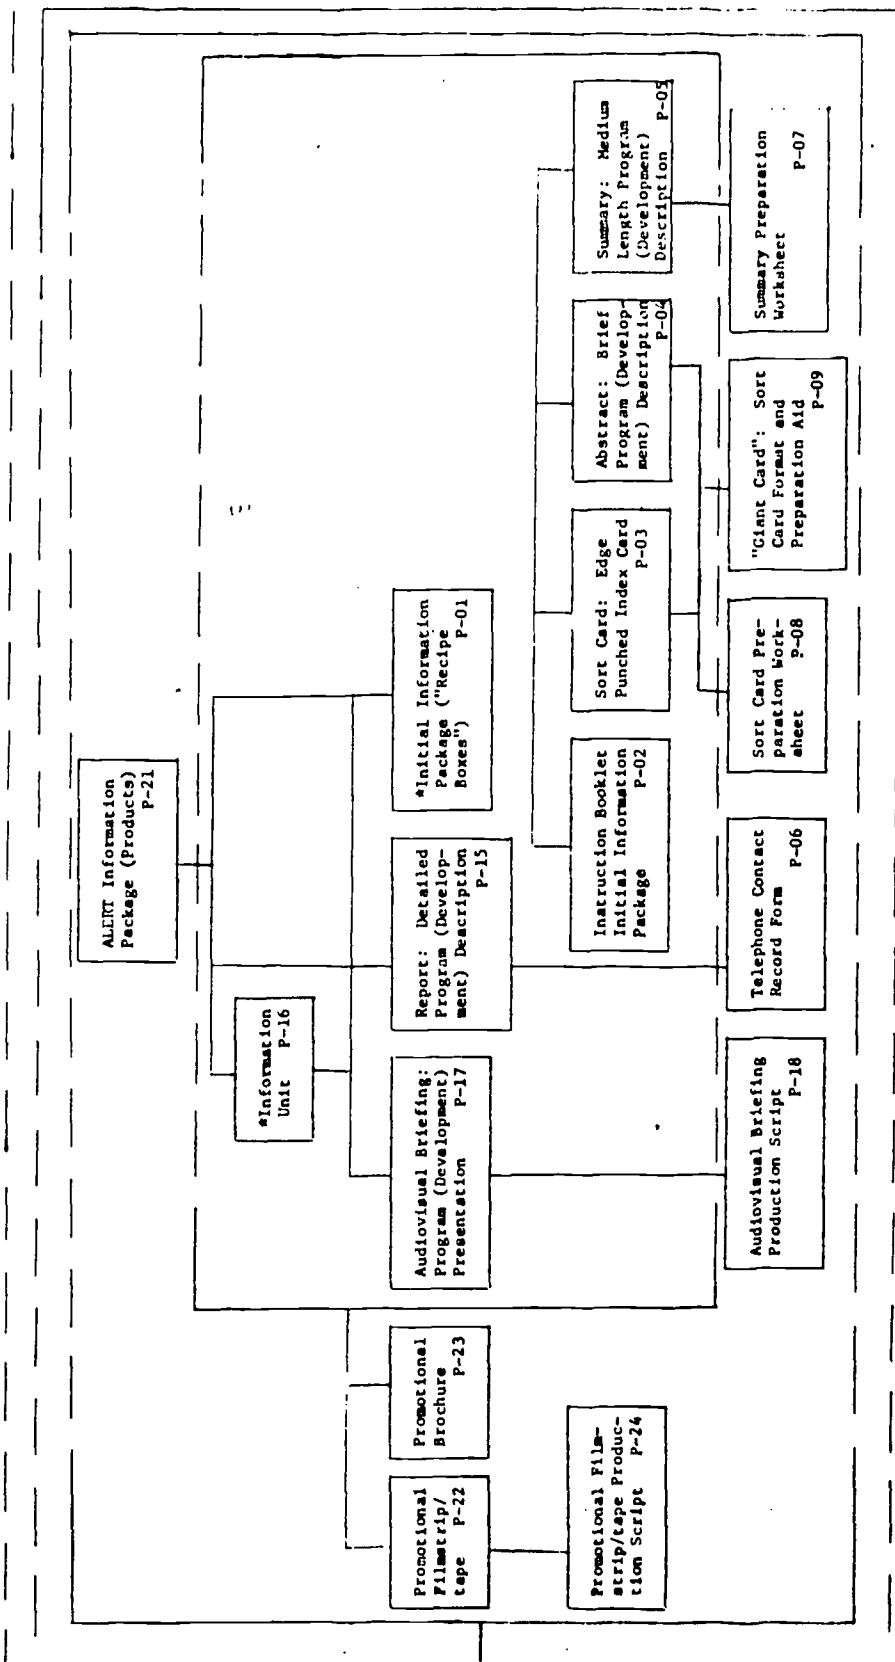 ALERT Information
Package (Products)
P-21
*Information
Unit P-16
Promotional
Filmstrip/
tape P-22
Promotional
Brochure
P-23
Audiovisual Briefing:
Program (Development)
Presentation P-17
Report: Detailed
Program (Develop-
ment) Description
P-15
*Initial Information
Package ("Recipe
Boxes") P-01
Promotional Film-
strip/tape Produc-
tion Script P-24
Instruction Booklet
Initial Information
Package P-02
Sort Card: Edge
Punched Index Card
P-03
Abstract: Brief
Program (Develop-
ment) Description
P-04
Summary: Medium
Length Program
(Development)
Description P-05
Audiovisual Briefing
Production Script
P-18
Telephone Contact
Record Form P-06
Sort Card Pre-
paration Work-
sheet P-08
"Giant Card": Sort
Card Format and
Preparation Aid
P-09
Summary Preparation
Worksheet P-07